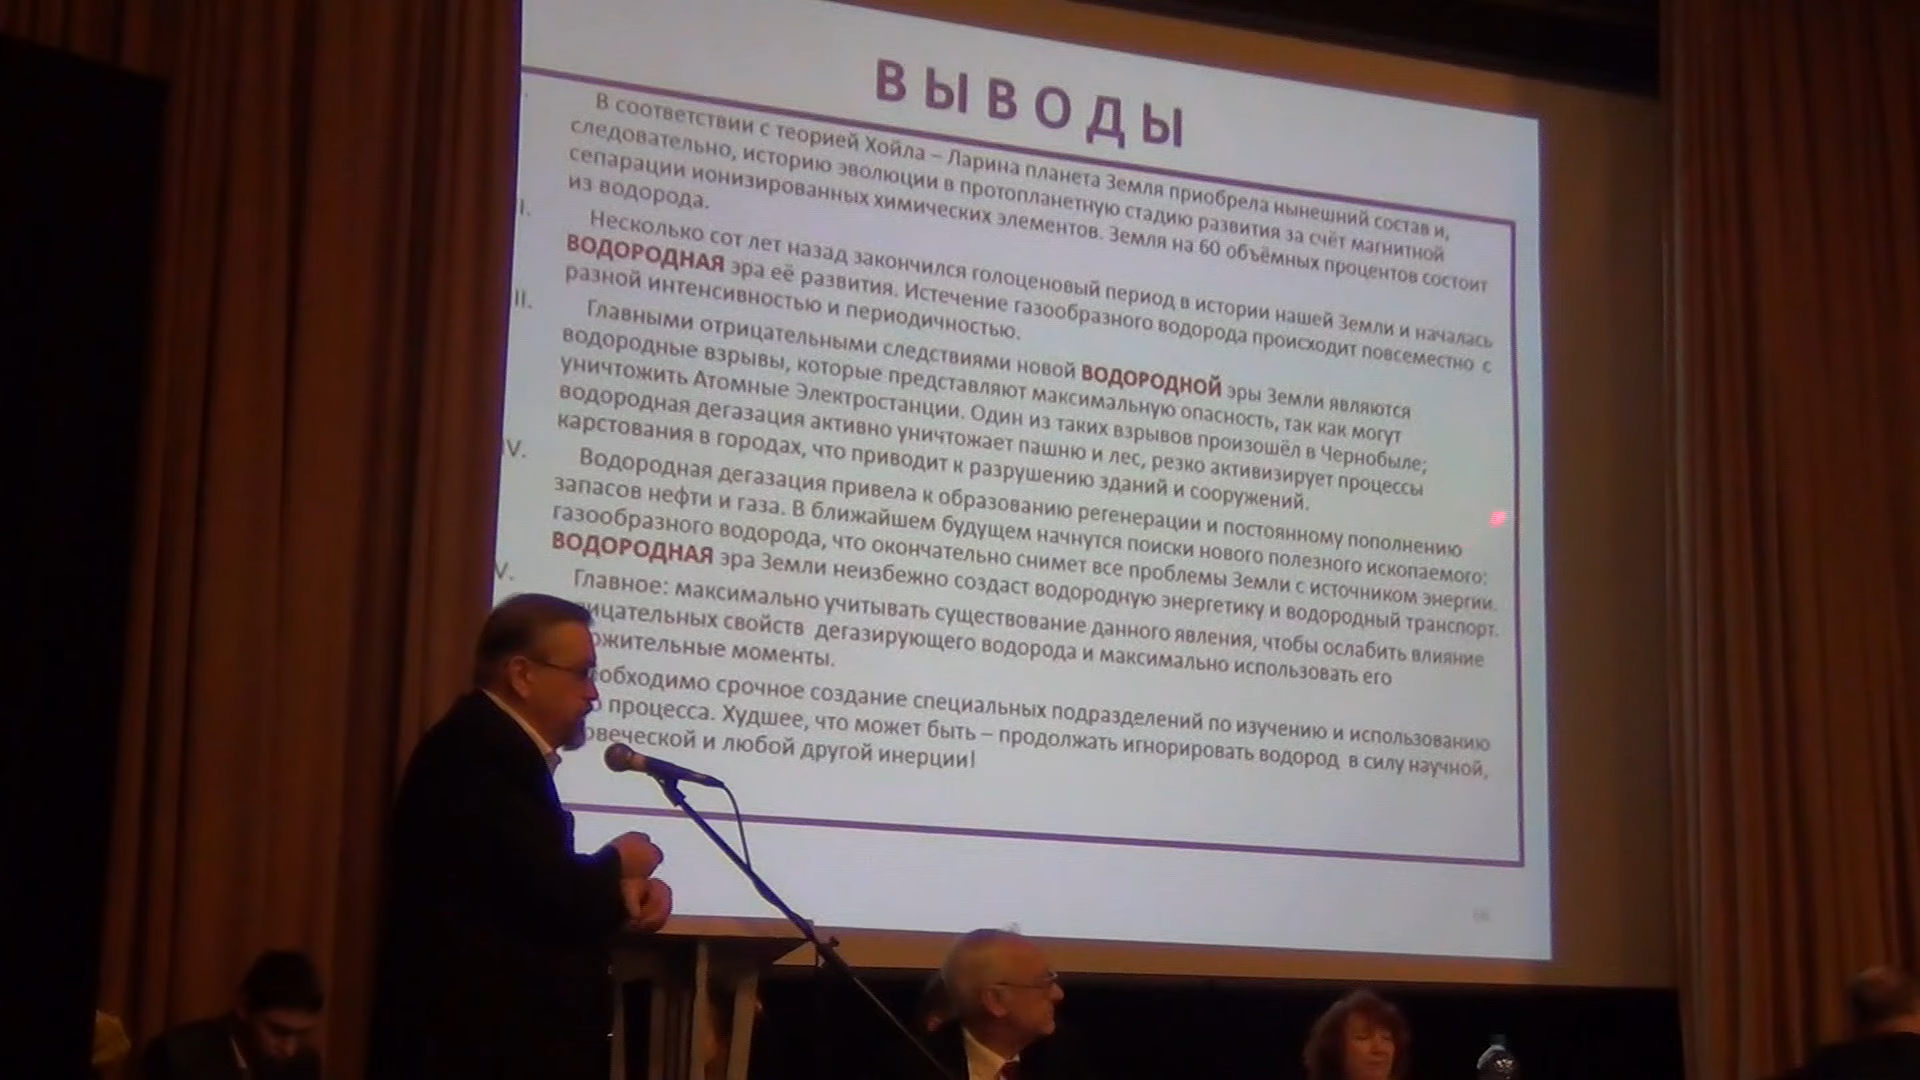 ВЫВОДЫ
В соответствии с теорией Хойла – Ларина планета Земля приобрела нынешний состав и,
следовательно, историю эволюции в протопланетную стадию развития за счёт магнитной
сепарации ионизированных химических элементов. Земля на 60 объёмных процентов состоит
из водорода.
I. Несколько сот лет назад закончился голоценовый период в истории нашей Земли и началась
ВОДОРОДНАЯ эра её развития. Истечение газообразного водорода происходит повсеместно с
разной интенсивностью и периодичностью.
II. Главными отрицательными следствиями новой ВОДОРОДНОЙ эры Земли являются
водородные взрывы, которые представляют максимальную опасность, так как могут
уничтожить Атомные Электростанции. Один из таких взрывов произошёл в Чернобыле;
водородная дегазация активно уничтожает пашню и лес, резко активизирует процессы
карстования в городах, что приводит к разрушению зданий и сооружений.
IV. Водородная дегазация привела к образованию регенерации и постоянному пополнению
запасов нефти и газа. В ближайшем будущем начнутся поиски нового полезного ископаемого:
газообразного водорода, что окончательно снимет все проблемы Земли с источником энергии.
ВОДОРОДНАЯ эра Земли неизбежно создаст водородную энергетику и водородный транспорт.
V. Главное: максимально учитывать существование данного явления, чтобы ослабить влияние
ицательных свойств дегазирующего водорода и максимально использовать его
ожительные моменты.
обходимо срочное создание специальных подразделений по изучению и использованию
о процесса. Худшее, что может быть – продолжать игнорировать водород в силу научной,
овеческой и любой другой инерции!